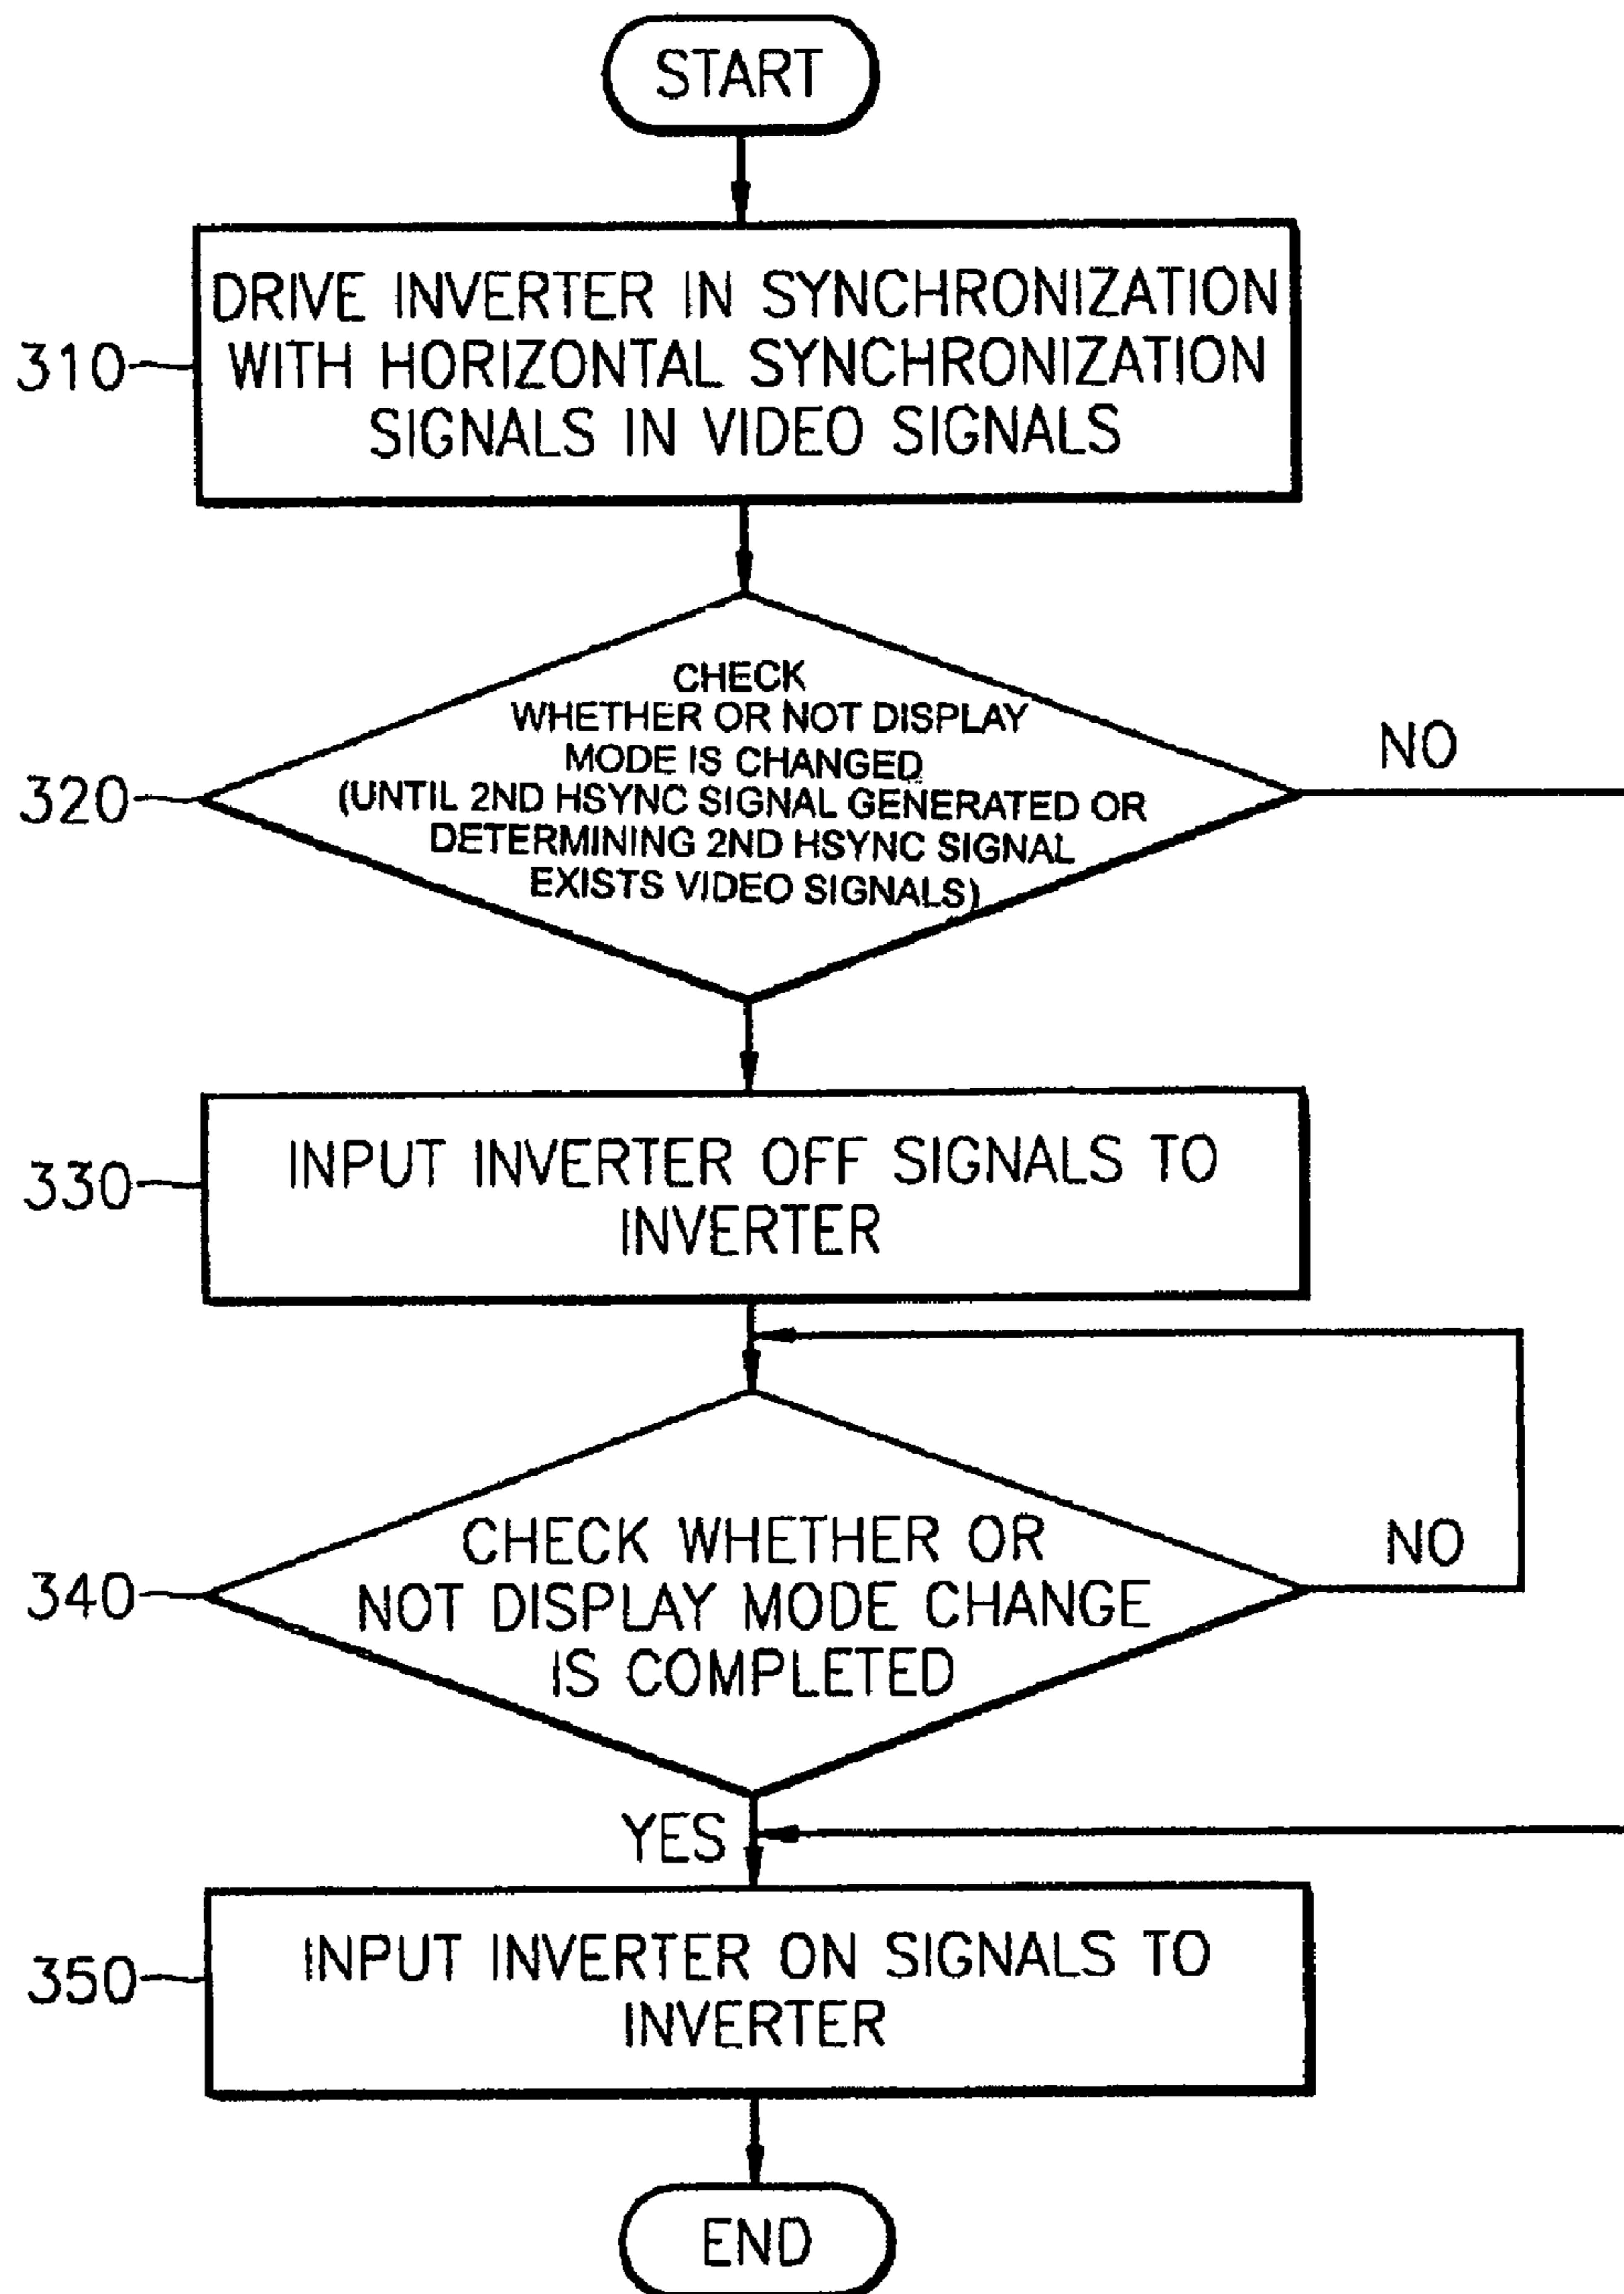 START
310
DRIVE INVERTER IN SYNCHRONIZATION
WITH HORIZONTAL SYNCHRONIZATION
SIGNALS IN VIDEO SIGNALS
320
CHECK
WHETHER OR NOT DISPLAY
MODE IS CHANGED
(UNTIL 2ND HSYNC SIGNAL GENERATED OR
DETERMINING 2ND HSYNC SIGNAL
EXISTS VIDEO SIGNALS)
NO
330
INPUT INVERTER OFF SIGNALS TO
INVERTER
340
CHECK WHETHER OR
NOT DISPLAY MODE CHANGE
IS COMPLETED
NO
YES
350
INPUT INVERTER ON SIGNALS TO
INVERTER
END